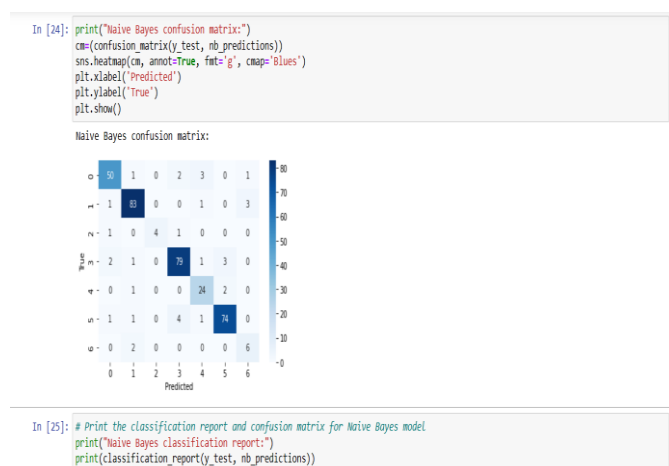 In [24]: print("Naive Bayes confusion matrix:")
cm=(confusion_matrix(y_test, nb_predictions))
sns.heatmap(cm, annot=True, fmt='g', cmap='Blues')
plt.xlabel('Predicted')
plt.ylabel('True')
plt.show()
Naive Bayes confusion matrix:
0 50 1 0 2 3 0 1
1 1 83 0 0 1 0 3
2 1 0 4 1 0 0 0
3 2 1 0 79 1 3 0
4 0 1 0 0 24 2 0
5 1 1 0 4 1 74 0
6 0 2 0 0 0 0 6
0 1 2 3 4 5 6
True
Predicted
80
70
60
50
40
30
20
10
0
In [25]: # Print the classification report and confusion matrix for Naive Bayes model
print("Naive Bayes classification report:")
print(classification_report(y_test, nb_predictions))